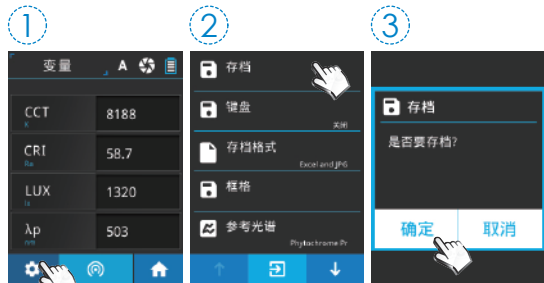 1
2
3
变量 A
CCT 8188
K
CRI 58.7
Ra
LUX 1320
lx
λp 503
nm
存档
键盘
关闭
存档格式
Excel and JPG
框格
参考光谱
Phytochrome Pr
存档
是否要存档?
确定 取消